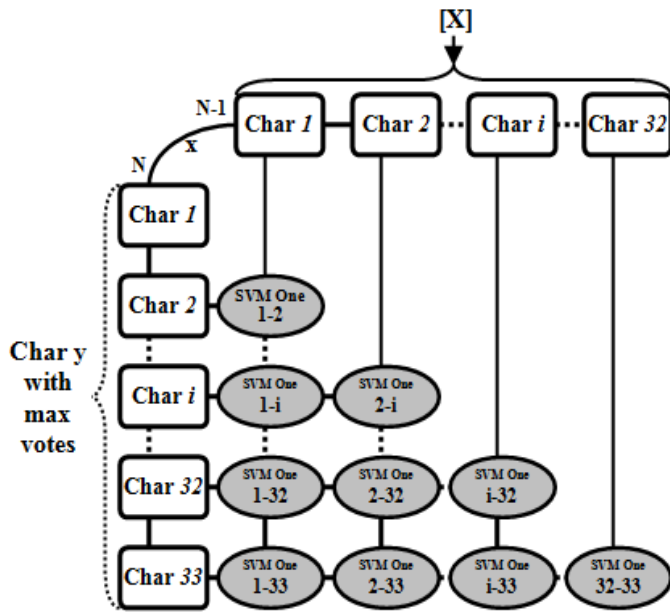 [X]
N-1
Char 1
Char 2
Char i
Char 32
x
N
Char 1
Char 2
SVM One
1-2
Char y
with
max
votes
Char i
SVM One
1-i
SVM One
2-i
Char 32
SVM One
1-32
SVM One
2-32
SVM One
i-32
Char 33
SVM One
1-33
SVM One
2-33
SVM One
i-33
SVM One
32-33